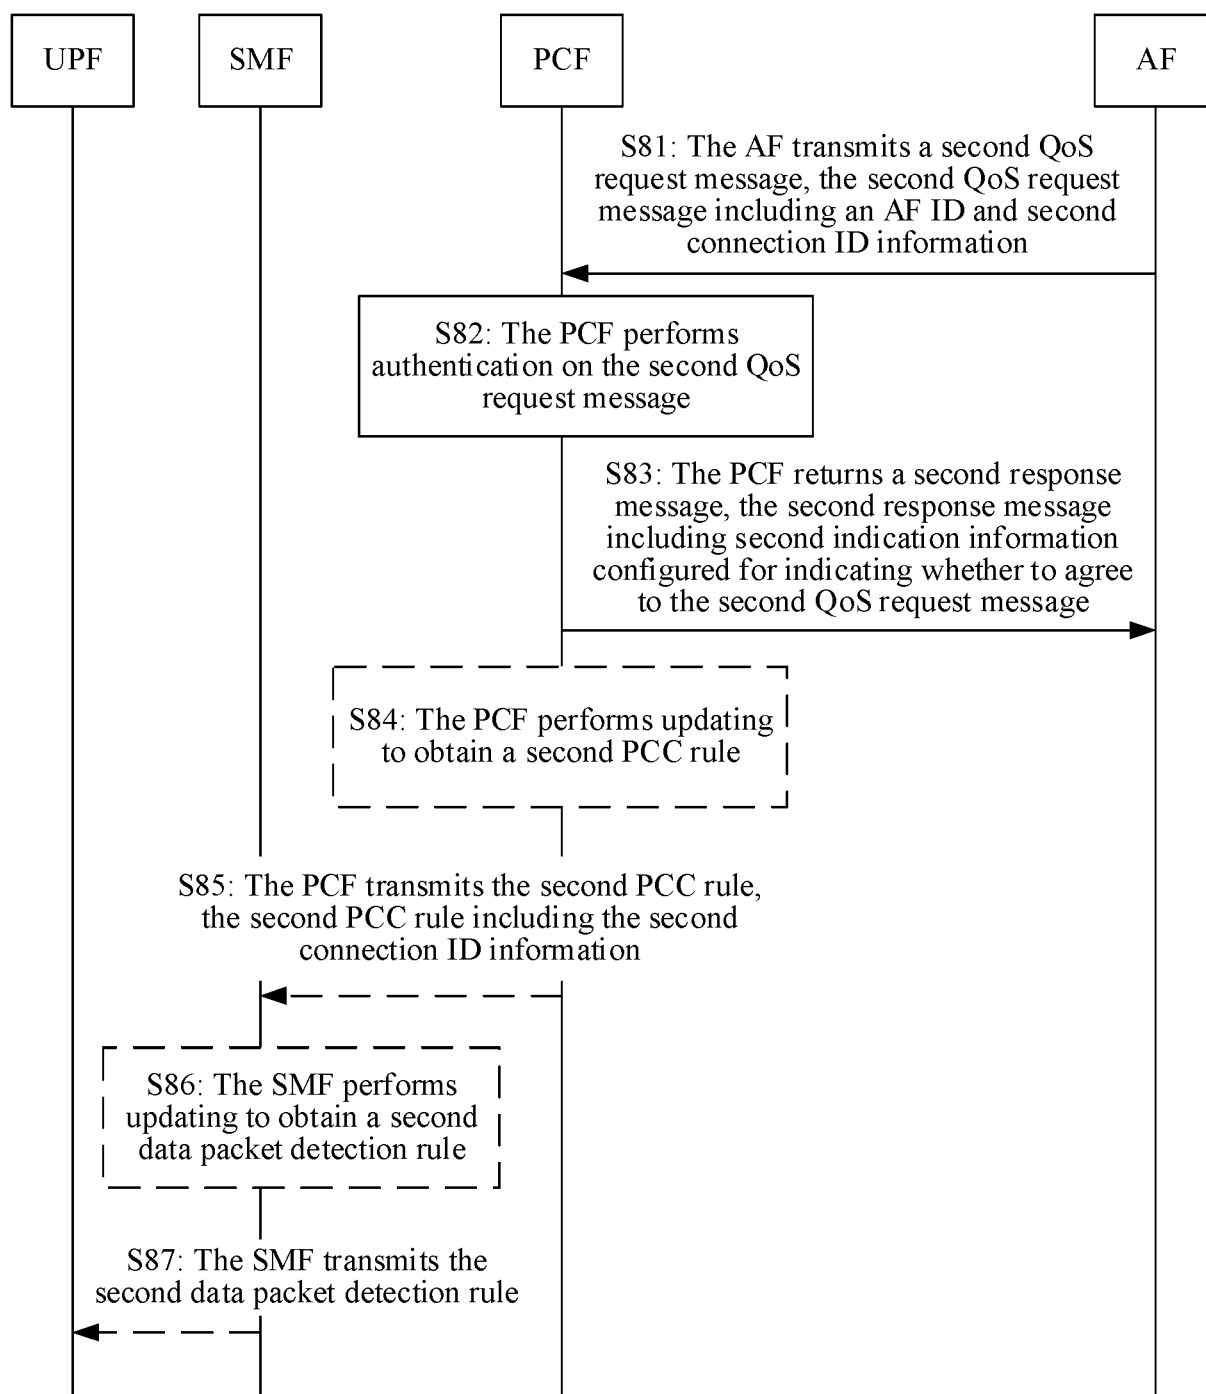 UPF
SMF
PCF
AF
S81: The AF transmits a second QoS
request message, the second QoS request
message including an AF ID and second
connection ID information
S82: The PCF performs
authentication on the second QoS
request message
S83: The PCF returns a second response
message, the second response message
including second indication information
configured for indicating whether to agree
to the second QoS request message
S84: The PCF performs updating
to obtain a second PCC rule
S85: The PCF transmits the second PCC rule,
the second PCC rule including the second
connection ID information
S86: The SMF performs
updating to obtain a second
data packet detection rule
S87: The SMF transmits the
second data packet detection rule